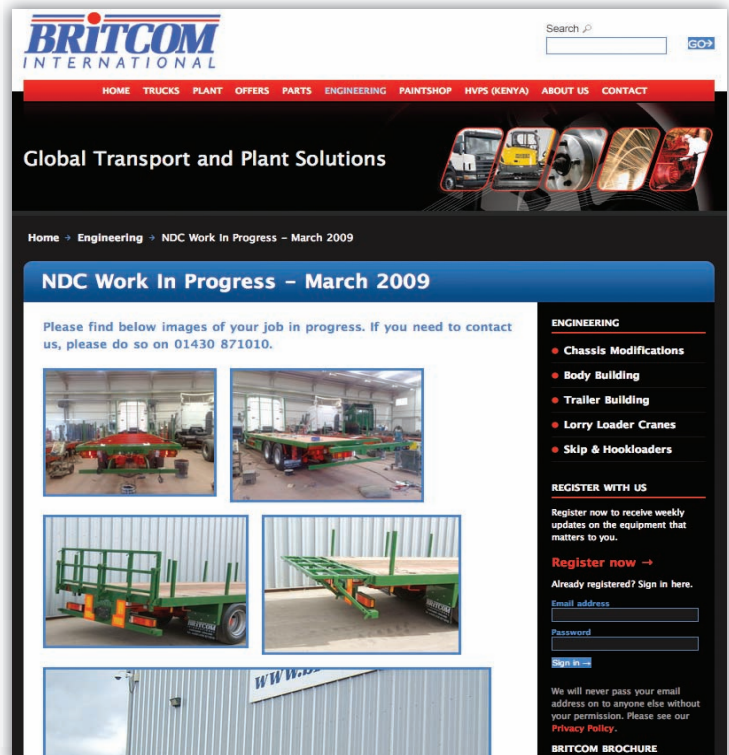 BRITCOM
INTERNATIONAL
Search
GO
HOME TRUCKS PLANT OFFERS PARTS ENGINEERING PAINTSHOP HVPS (KENYA) ABOUT US CONTACT
Global Transport and Plant Solutions
Home → Engineering → NDC Work In Progress – March 2009
NDC Work In Progress – March 2009
Please find below images of your job in progress. If you need to contact
us, please do so on 01430 871010.
BRITCOM
BRITCOM
WWW.B
ENGINEERING
Chassis Modifications
Body Building
Trailer Building
Lorry Loader Cranes
Skip & Hookloaders
REGISTER WITH US
Register now to receive weekly
updates on the equipment that
matters to you.
Register now →
Already registered? Sign in here.
Email address
Password
Sign in →
We will never pass your email
address on to anyone else without
your permission. Please see our
Privacy Policy.
BRITCOM BROCHURE